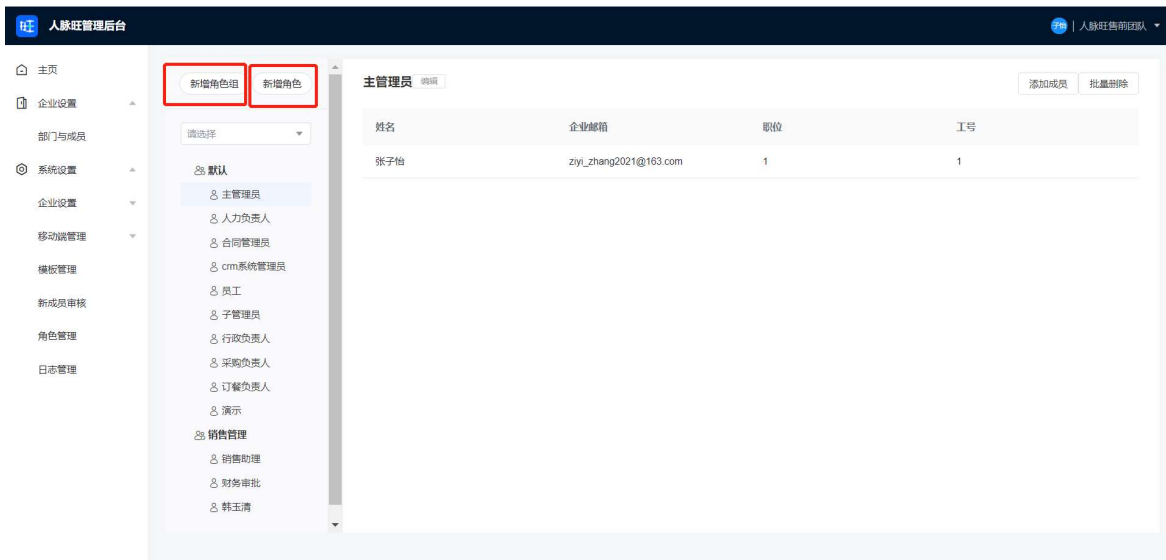 旺 人脉旺管理后台
子怡 | 人脉旺售前团队
主页
企业设置
部门与成员
系统设置
企业设置
移动端管理
模板管理
新成员审核
角色管理
日志管理
新增角色组 新增角色
请选择
默认
主管理员
人力负责人
合同管理员
crm系统管理员
员工
子管理员
行政负责人
采购负责人
订餐负责人
演示
销售管理
销售助理
财务审批
韩玉清
主管理员 编辑
添加成员 批量删除
姓名 企业邮箱 职位 工号
张子怡 ziyi_zhang2021@163.com 1 1